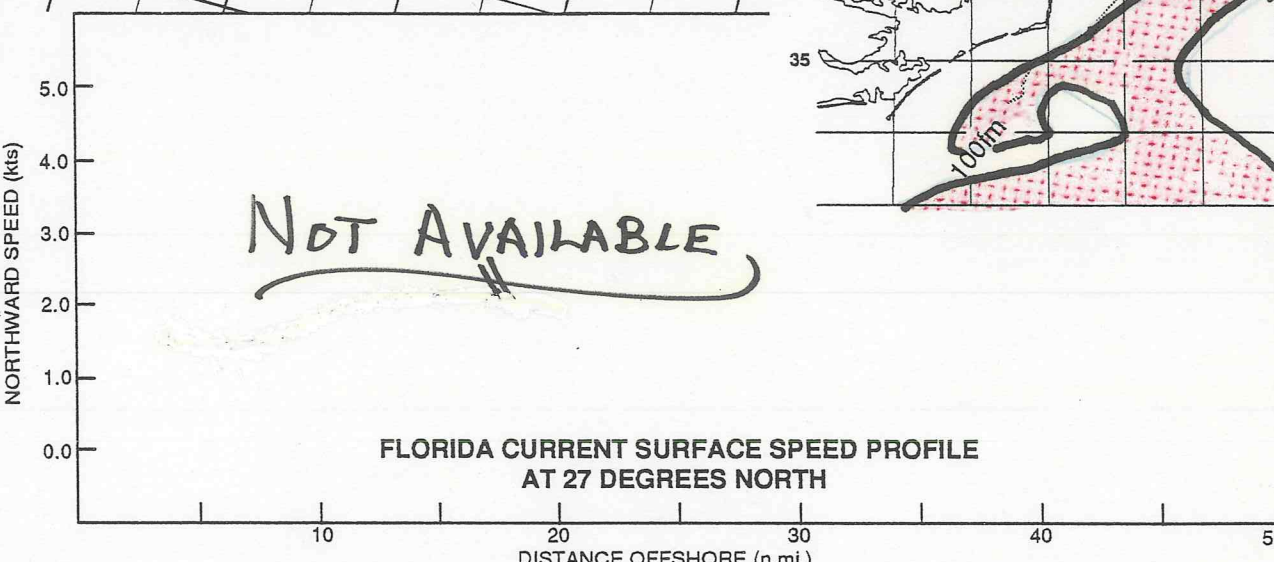 35
100fm
5.0
4.0
3.0
2.0
1.0
0.0
NORTHWARD SPEED (kts)
NOT AVAILABLE
FLORIDA CURRENT SURFACE SPEED PROFILE
AT 27 DEGREES NORTH
10 20 30 40 5
DISTANCE OFFSHORE (n.mi.)